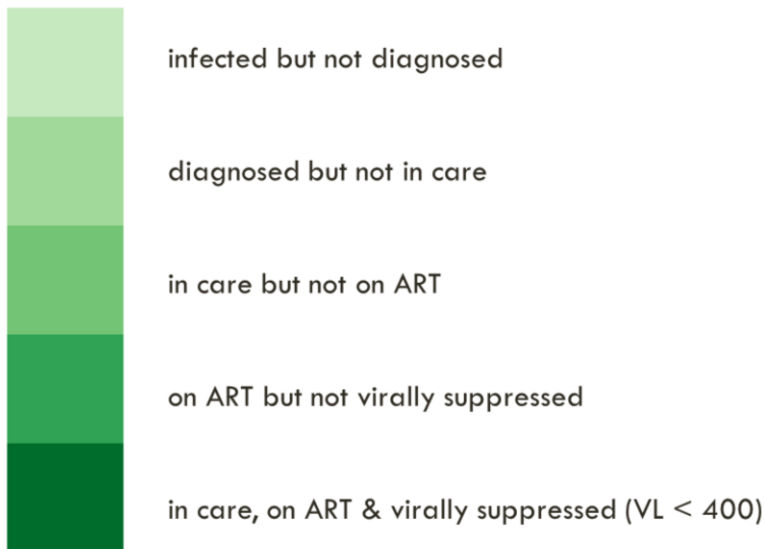 infected but not diagnosed
diagnosed but not in care
in care but not on ART
on ART but not virally suppressed
in care, on ART & virally suppressed (VL < 400)